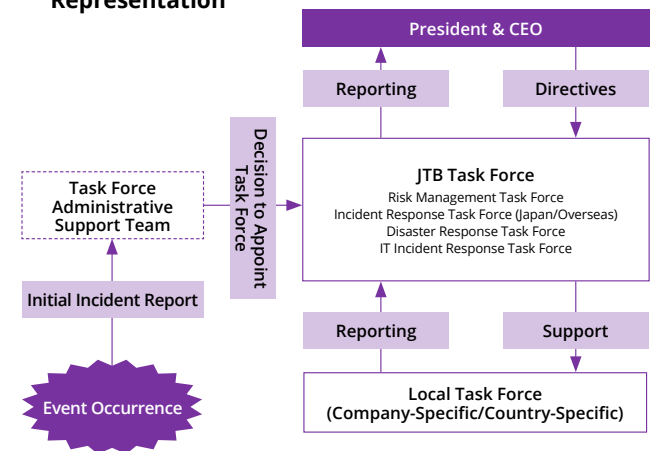 Representation
President & CEO
Reporting
Directives
Decision to Appoint
Task Force
JTB Task Force
Risk Management Task Force
Incident Response Task Force (Japan/Overseas)
Disaster Response Task Force
IT Incident Response Task Force
Task Force
Administrative
Support Team
Initial Incident Report
Reporting
Support
Event Occurrence
Local Task Force
(Company-Specific/Country-Specific)